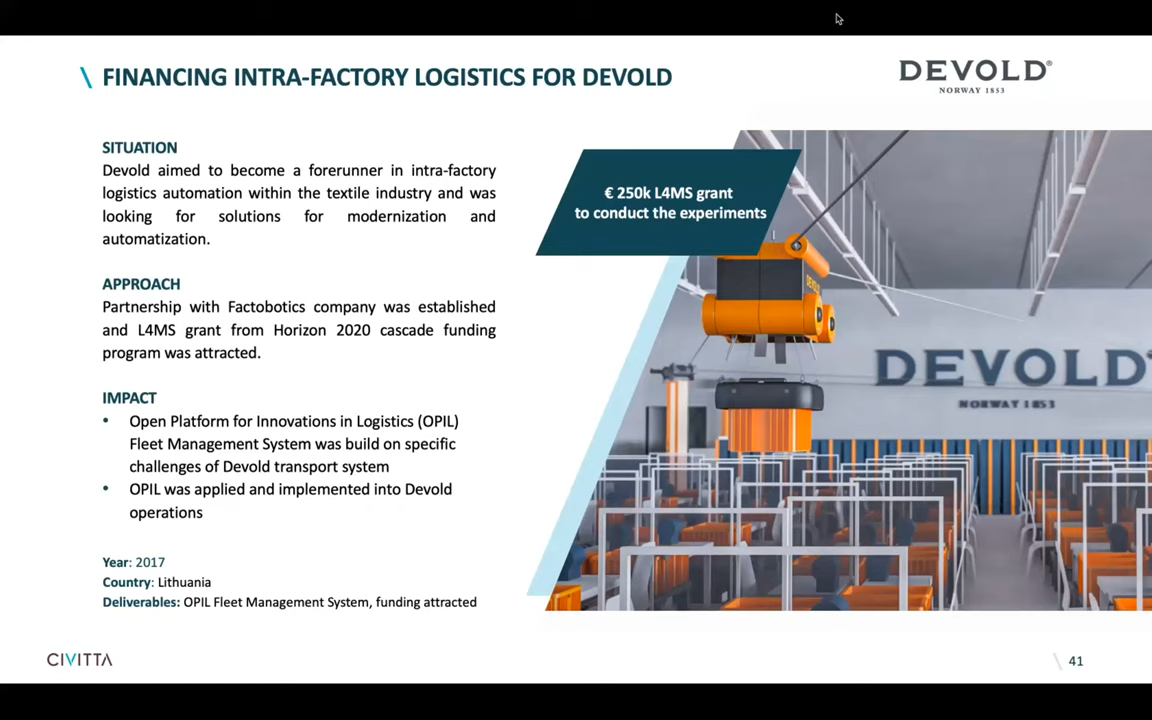 \ FINANCING INTRA-FACTORY LOGISTICS FOR DEVOLD
DEVOLD®
NORWAY 1853
SITUATION
Devold aimed to become a forerunner in intra-factory
logistics automation within the textile industry and was
looking for solutions for modernization and
automatization.
€ 250k L4MS grant
to conduct the experiments
APPROACH
Partnership with Factobotics company was established
and L4MS grant from Horizon 2020 cascade funding
program was attracted.
IMPACT
• Open Platform for Innovations in Logistics (OPIL)
Fleet Management System was build on specific
challenges of Devold transport system
• OPIL was applied and implemented into Devold
operations
Year: 2017
Country: Lithuania
Deliverables: OPIL Fleet Management System, funding attracted
DEVOLD
DEVOLD
NORWAY 1853
CIVITTA
\ 41